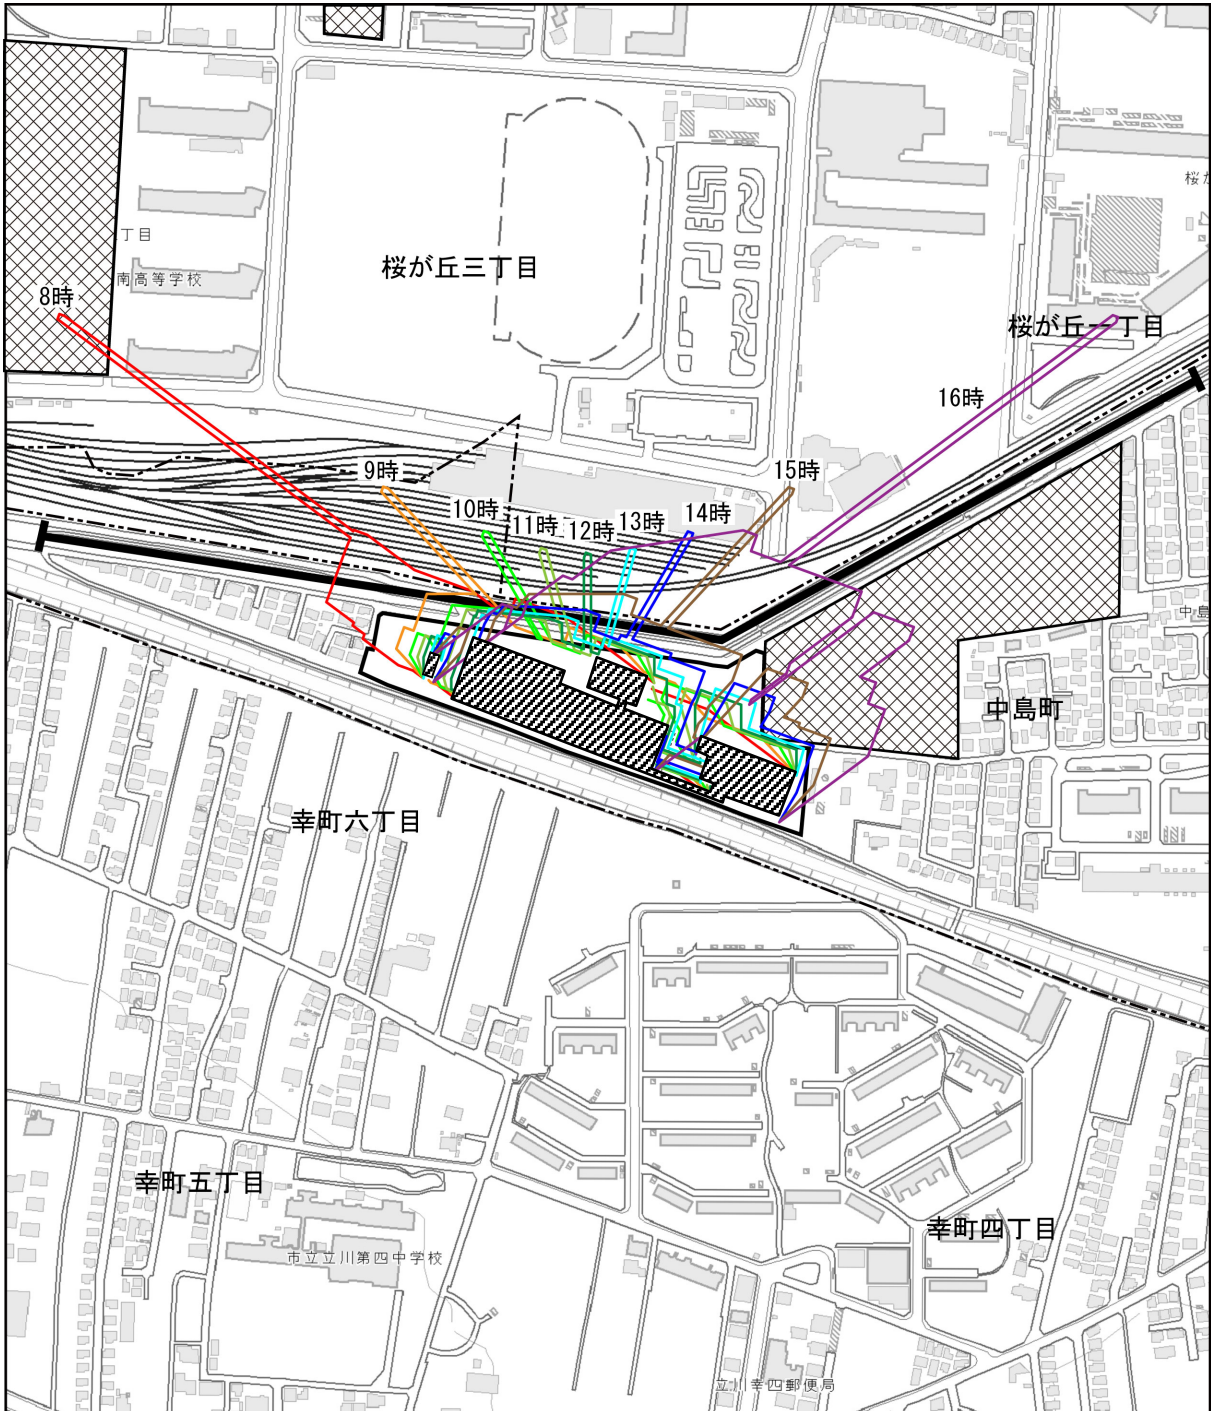 桜が
丁目
桜が丘三丁目
南高等学校
8時
桜が丘一丁目
16時
9時
15時
10時
11時
12時
13時
14時
中島
中島町
幸町六丁目
幸町五丁目
幸町四丁目
市立立川第四中学校
立川幸四郵便局